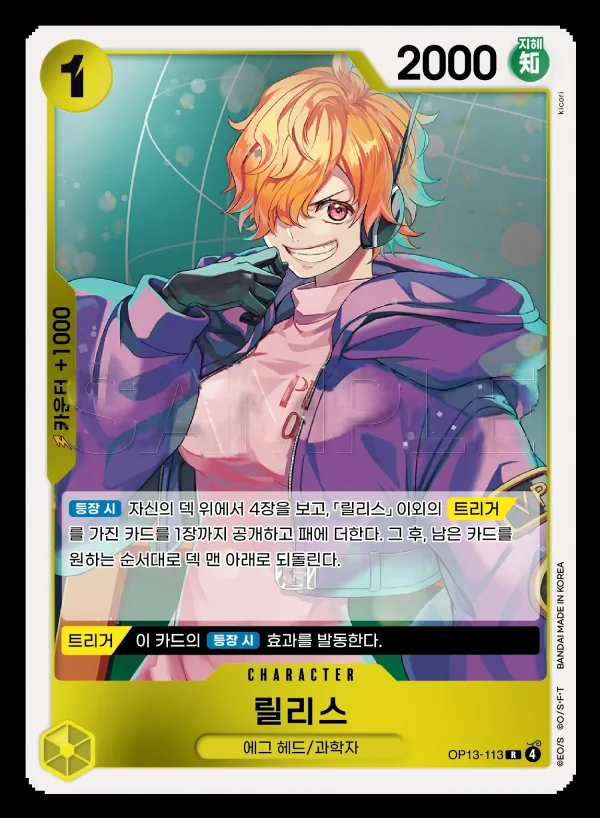 1
2000
지혜
知
kicori
카운터 +1000
SAMPLE
P
VP
등장 시 자신의 덱 위에서 4장을 보고, 「릴리스」 이외의 트리거
를 가진 카드를 1장까지 공개하고 패에 더한다. 그 후, 남은 카드를
원하는 순서대로 덱 맨 아래로 되돌린다.
트리거 이 카드의 등장 시 효과를 발동한다.
CHARACTER
릴리스
에그 헤드/과학자
OP13-113 R 4
©EO/S ©O/S·F·T BANDAI MADE IN KOREA